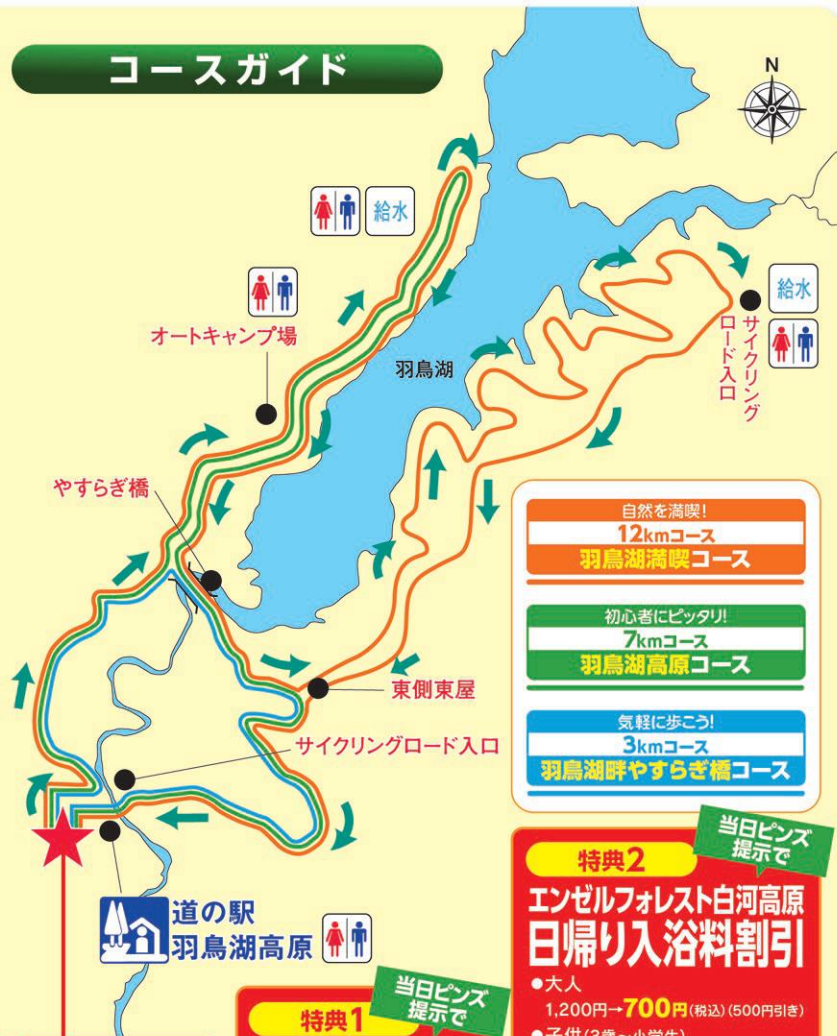 コースガイド
N
給水
オートキャンプ場
羽鳥湖
給水
サイクリング
ロード入口
やすらぎ橋
自然を満喫!
12kmコース
羽鳥湖満喫コース
初心者にピッタリ!
7kmコース
羽鳥湖高原コース
気軽に歩こう!
3kmコース
羽鳥湖畔やすらぎ橋コース
東側東屋
サイクリングロード入口
道の駅
羽鳥湖高原
当日ピンズ
提示で
特典1
当日ピンズ
提示で
特典2
エンゼルフォレスト白河高原
日帰り入浴料割引
●大人
1,200円→700円(税込)(500円引き)
●子供(3歳〜小学生)